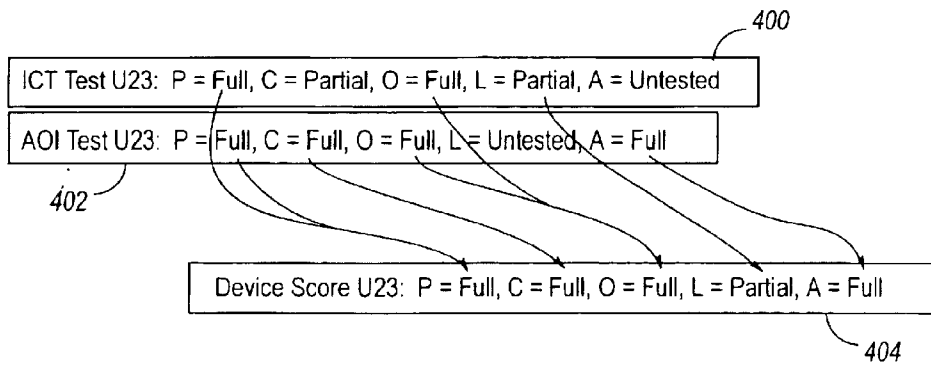 400
ICT Test U23: P = Full, C = Partial, O = Full, L = Partial, A = Untested
AOI Test U23: P = Full, C = Full, O = Full, L = Untested, A = Full
402
Device Score U23: P = Full, C = Full, O = Full, L = Partial, A = Full
404